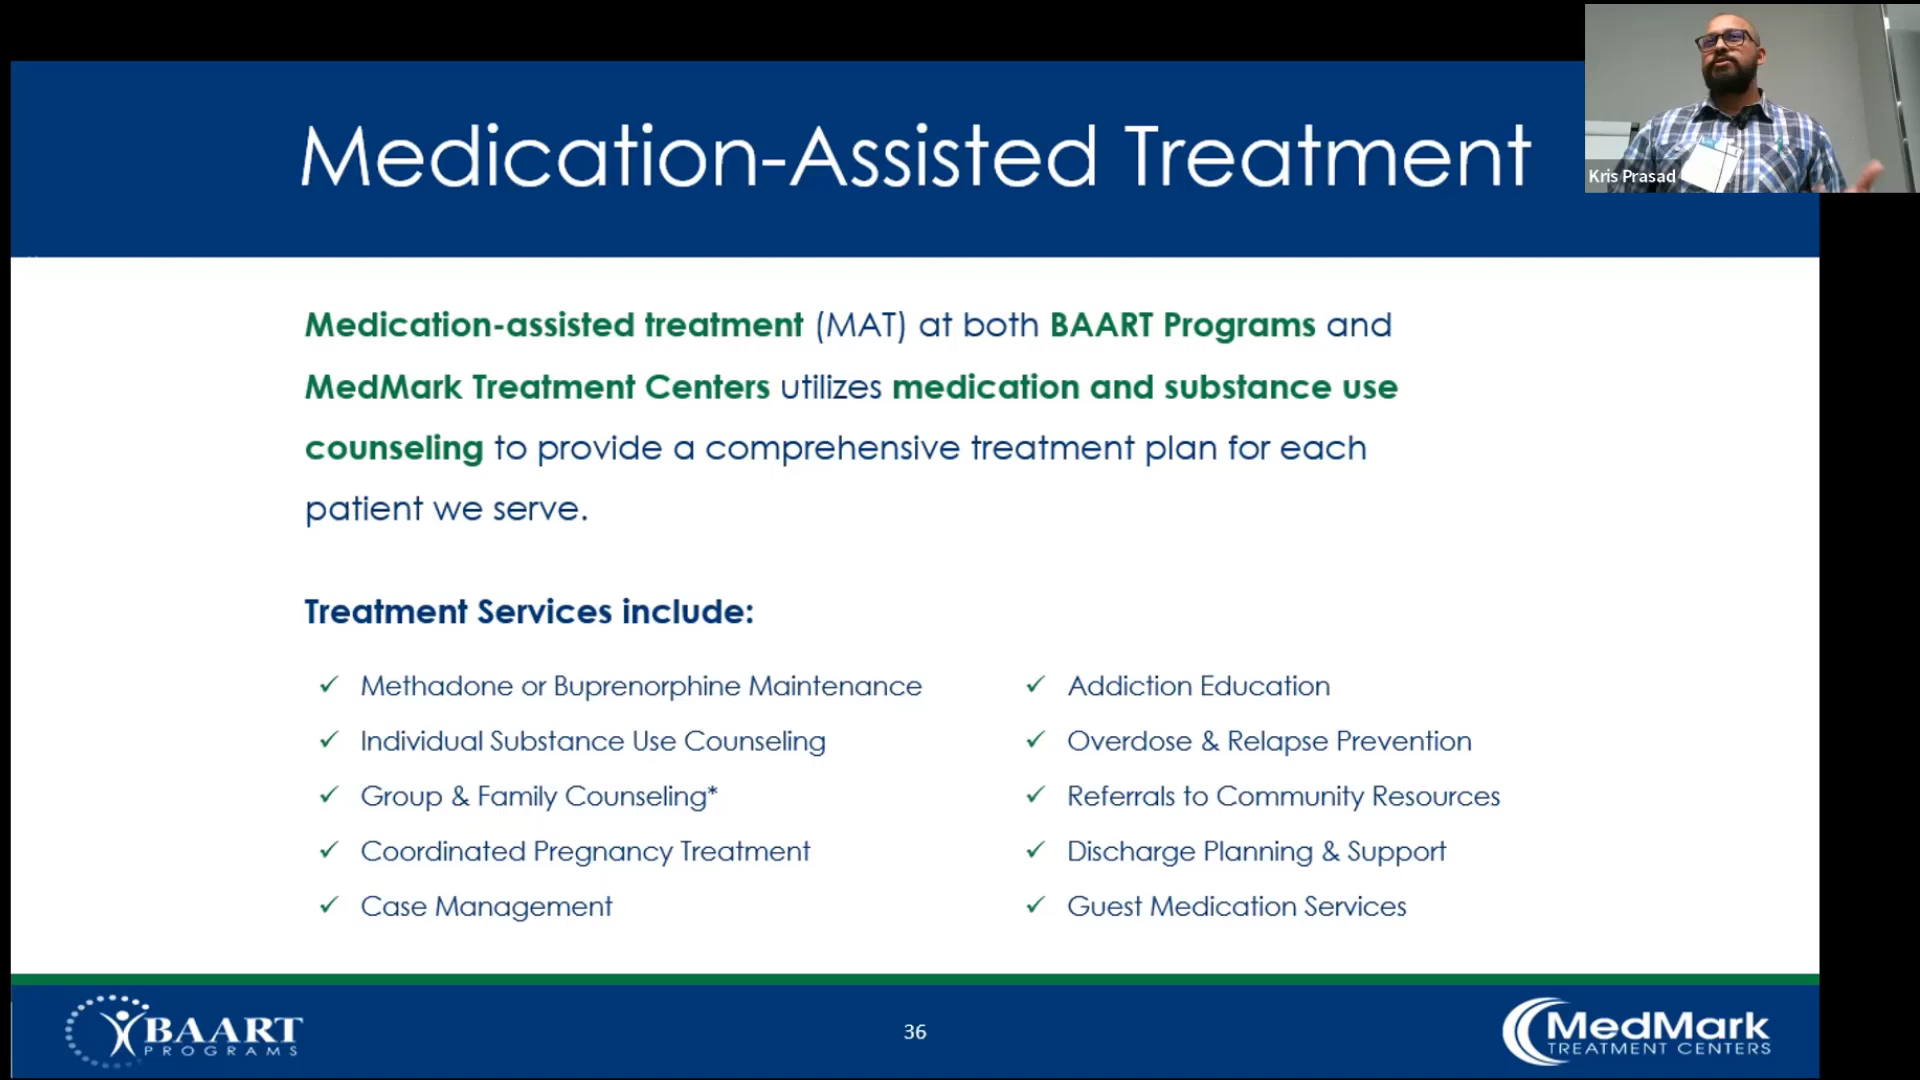 Medication-Assisted Treatment
Kris Prasad
Medication-assisted treatment (MAT) at both BAART Programs and
MedMark Treatment Centers utilizes medication and substance use
counseling to provide a comprehensive treatment plan for each
patient we serve.
Treatment Services include:
✓ Methadone or Buprenorphine Maintenance
✓ Individual Substance Use Counseling
✓ Group & Family Counseling*
✓ Coordinated Pregnancy Treatment
✓ Case Management
✓ Addiction Education
✓ Overdose & Relapse Prevention
✓ Referrals to Community Resources
✓ Discharge Planning & Support
✓ Guest Medication Services
BAART
PROGRAMS
36
MedMark
TREATMENT CENTERS